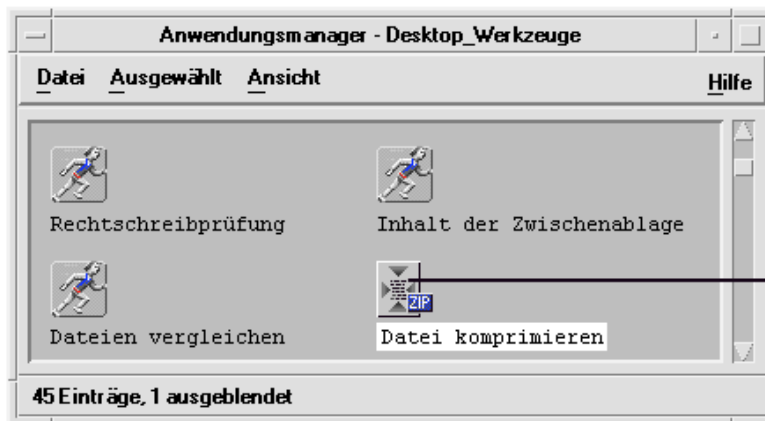 Anwendungsmanager - Desktop_Werkzeuge
Datei Ausgewählt Ansicht Hilfe
Rechtschreibprüfung Inhalt der Zwischenablage
ZIP
Dateien vergleichen Datei komprimieren
45 Einträge, 1 ausgeblendet